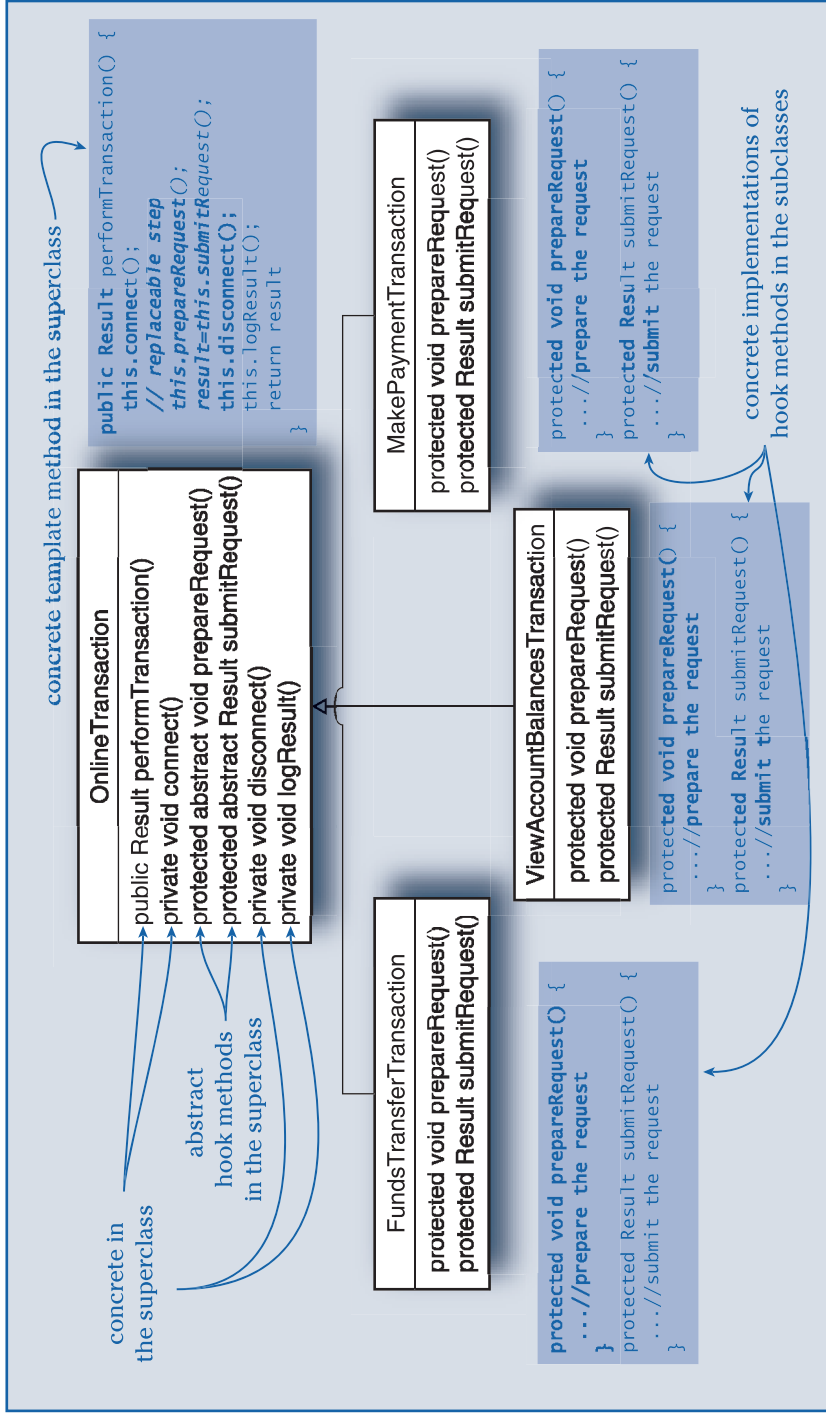 concrete template method in the superclass
public Result performTransaction() {
this.connect();
// replaceable step
this.prepareRequest();
result=this.submitRequest();
this.disconnect();
this.logResult();
return result
}
OnlineTransaction
public Result performTransaction()
private void connect()
protected abstract void prepareRequest()
protected abstract Result submitRequest()
private void disconnect()
private void logResult()
concrete in
the superclass
abstract
hook methods
in the superclass
FundsTransferTransaction
protected void prepareRequest()
protected Result submitRequest()
MakePaymentTransaction
protected void prepareRequest()
protected Result submitRequest()
ViewAccountBalancesTransaction
protected void prepareRequest()
protected Result submitRequest()
protected void prepareRequest() {
...//prepare the request
}
protected Result submitRequest() {
...//submit the request
}
protected void prepareRequest() {
...//prepare the request
}
protected Result submitRequest() {
...//submit the request
}
protected void prepareRequest() {
...//prepare the request
}
protected Result submitRequest() {
...//submit the request
}
concrete implementations of
hook methods in the subclasses